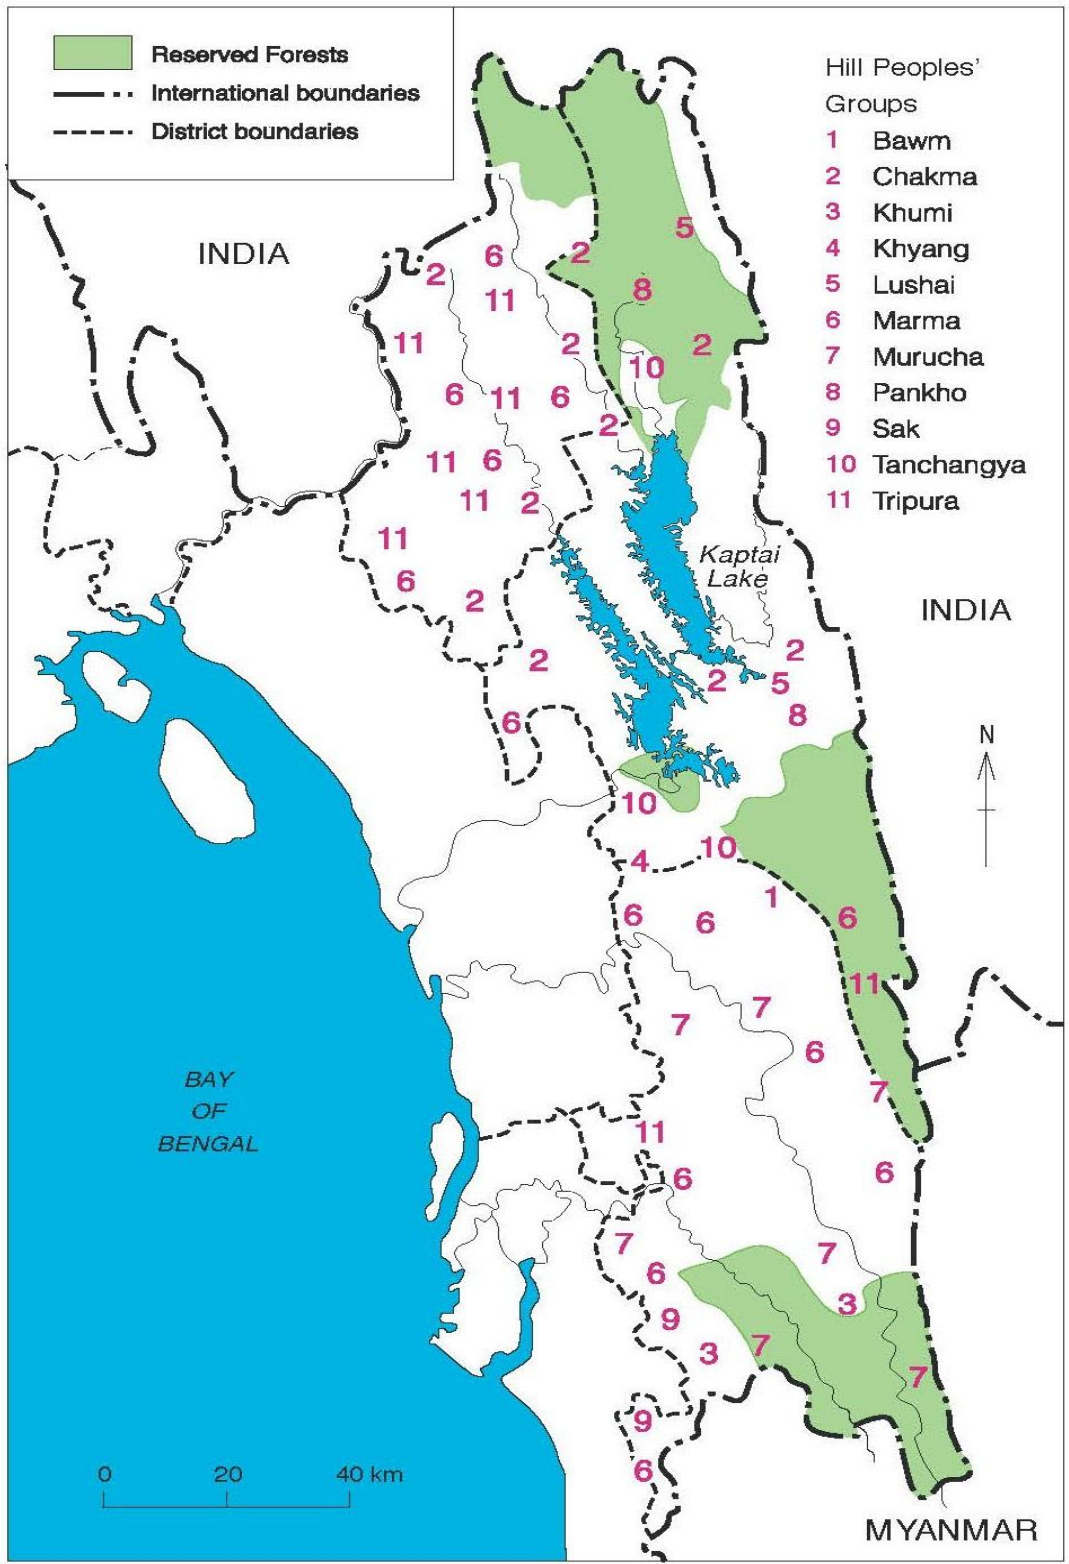 Reserved Forests
International boundaries
District boundaries
Hill Peoples'
Groups
1 Bawm
2 Chakma
3 Khumi
4 Khyang
5 Lushai
6 Marma
7 Murucha
8 Pankho
9 Sak
10 Tanchangya
11 Tripura
INDIA
5
6
2
2
8
11
11
2
2
10
6
11
6
2
11
6
11
2
11
Kaptai
Lake
6
2
INDIA
2
2
2
5
8
6
N
10
10
4
1
6
6
6
11
7
7
6
BAY
OF
BENGAL
7
11
6
6
7
7
6
3
9
3
7
7
9
6
0 20 40 km
MYANMAR